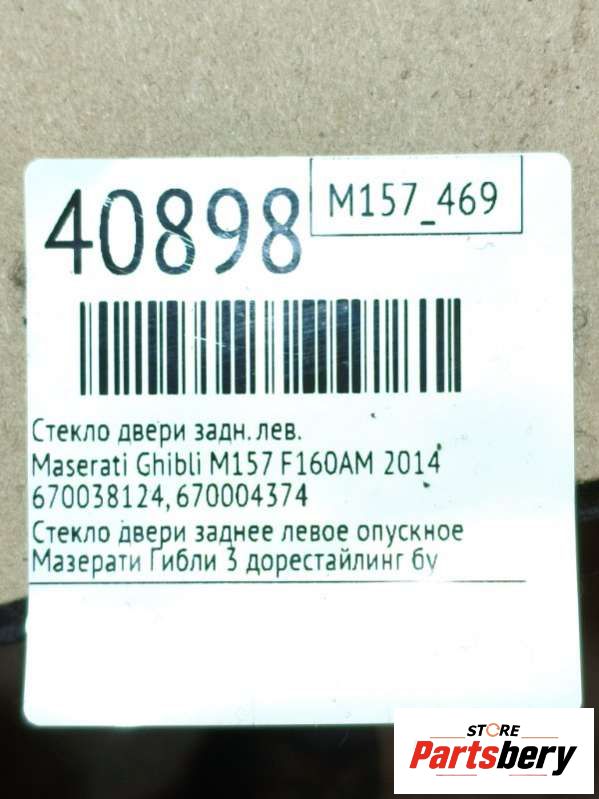 40898
M157_469
Стекло двери задн. лев.
Maserati Ghibli M157 F160AM 2014
670038124, 670004374
Стекло двери заднее левое опускное
Мазерати Гибли 3 дорестайлинг бу
STORE
Partsbery